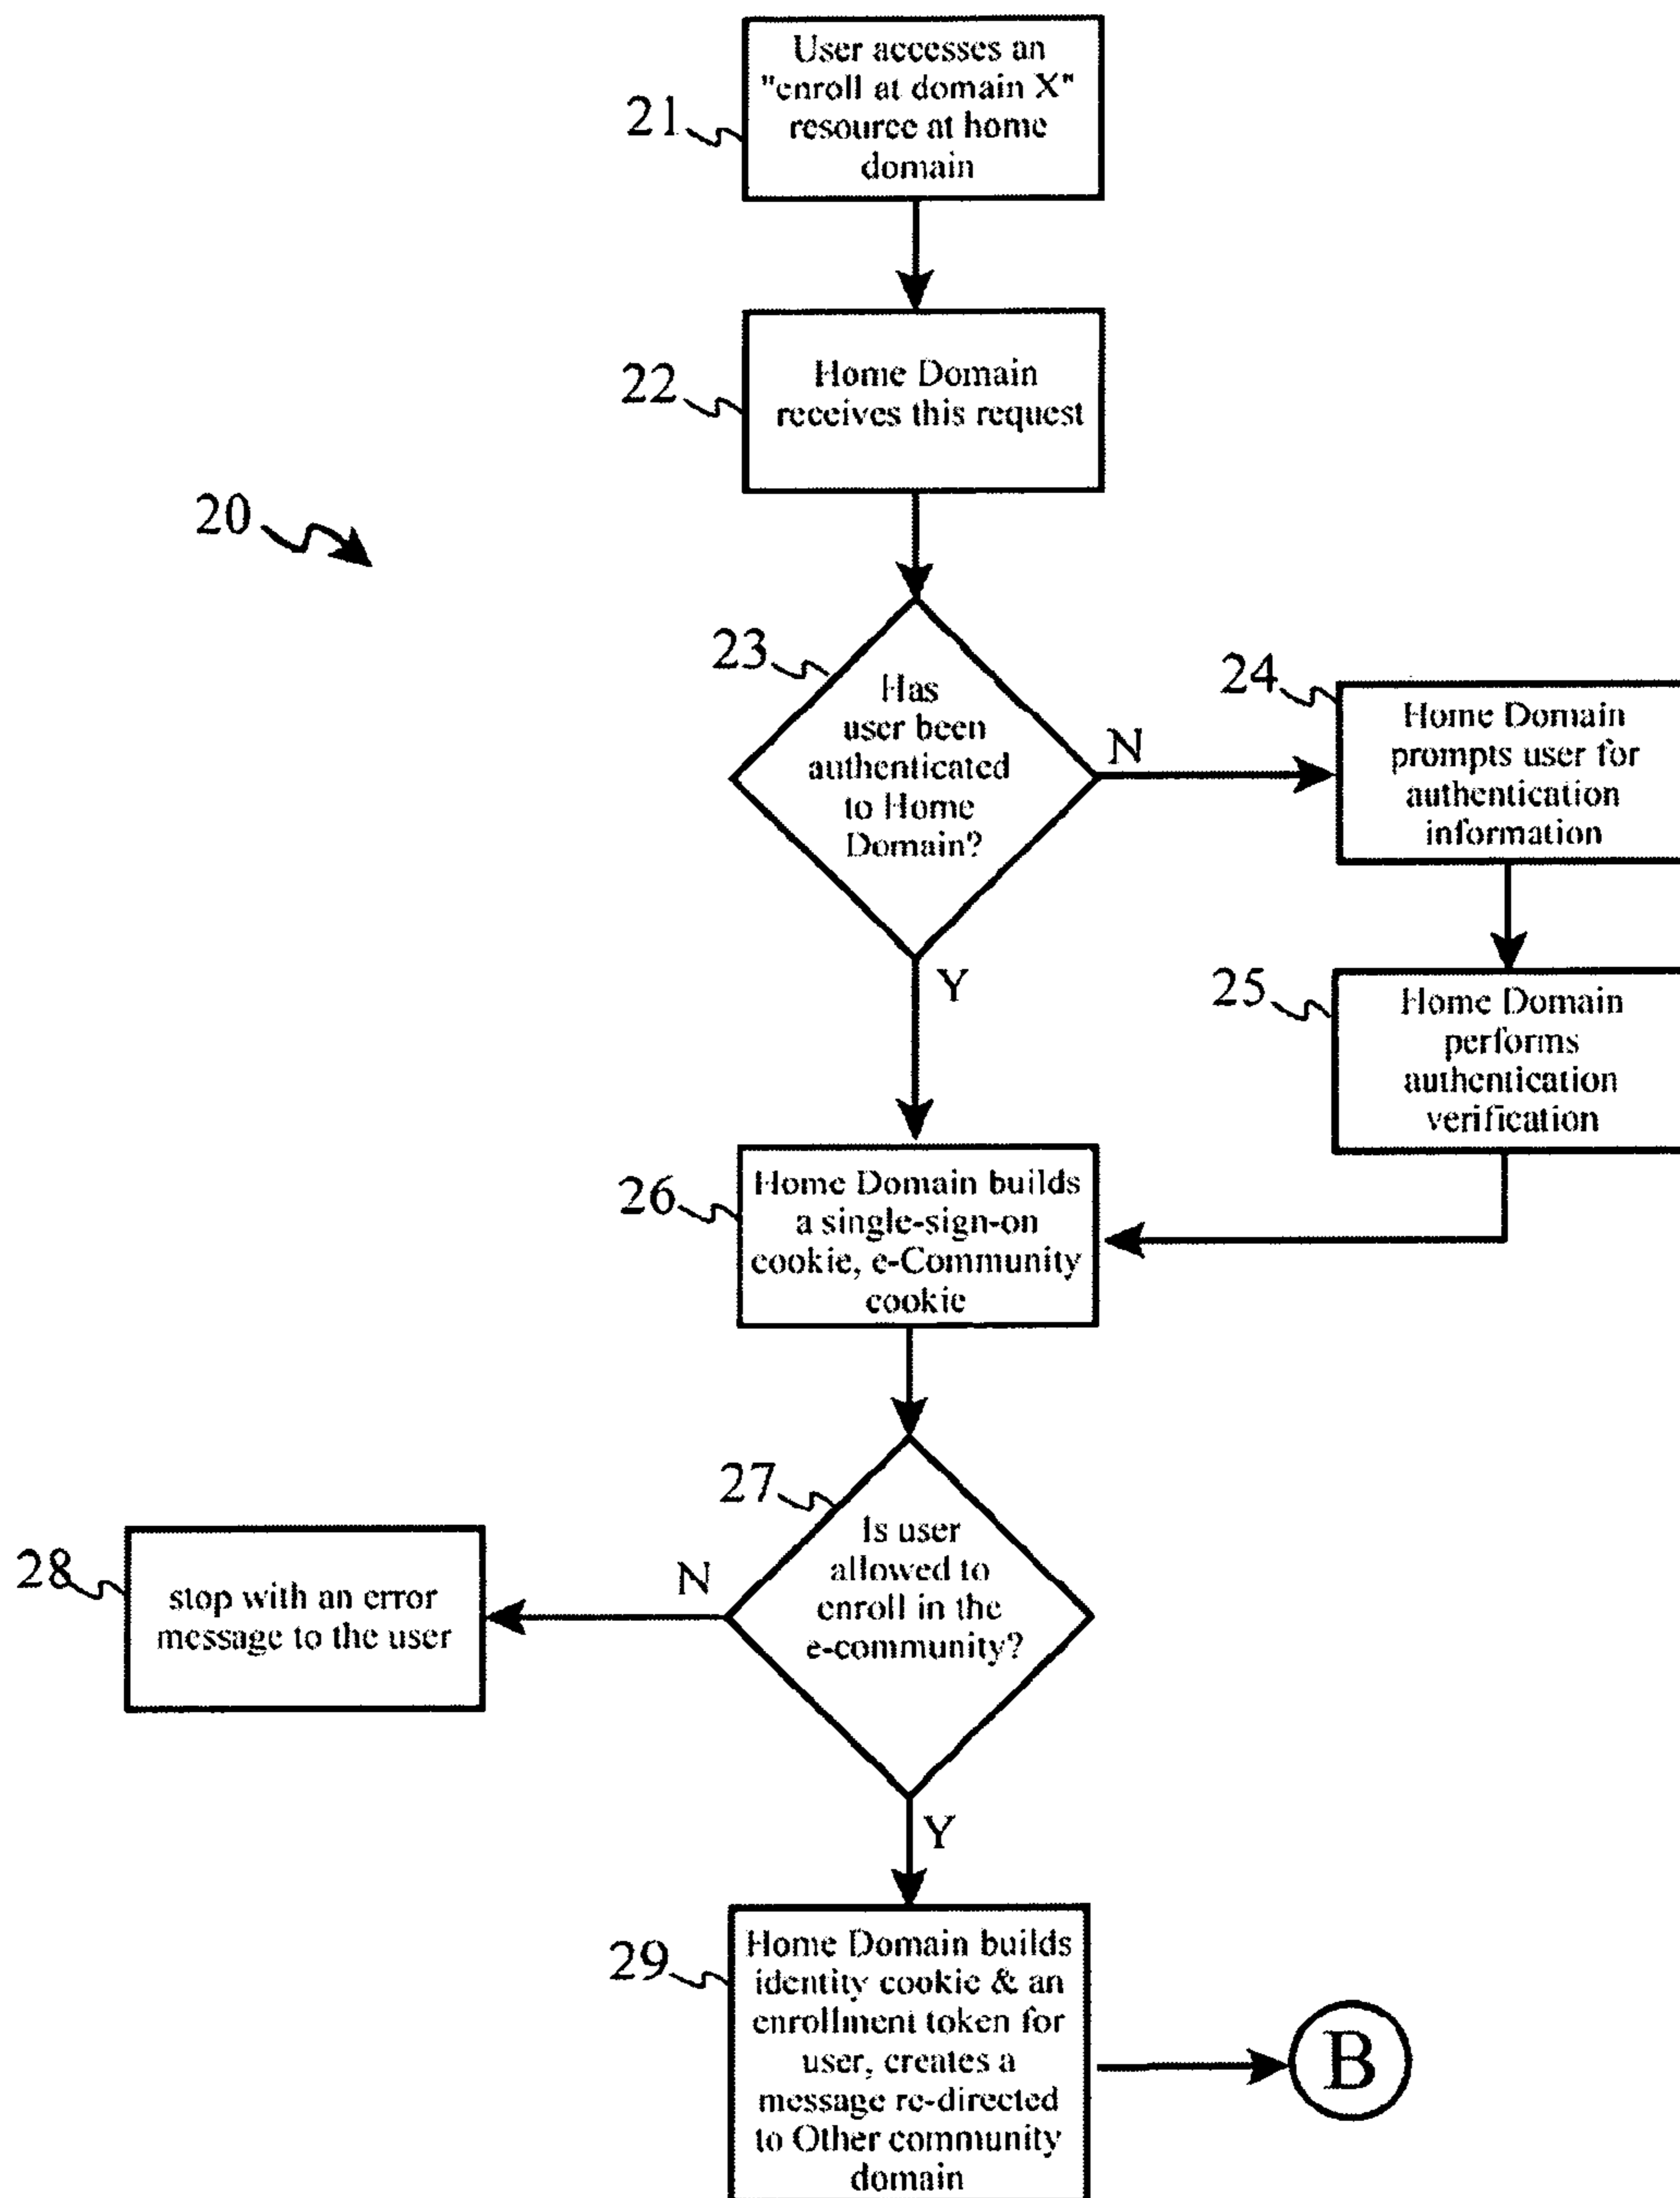 User accesses an
"enroll at domain X"
resource at home
domain
21
Home Domain
receives this request
22
20
23
Has
user been
authenticated
to Home
Domain?
N
Y
24
Home Domain
prompts user for
authentication
information
25
Home Domain
performs
authentication
verification
26
Home Domain builds
a single-sign-on
cookie, e-Community
cookie
27
Is user
allowed to
enroll in the
e-community?
N
Y
28
stop with an error
message to the user
29
Home Domain builds
identity cookie & an
enrollment token for
user, creates a
message re-directed
to Other community
domain
B